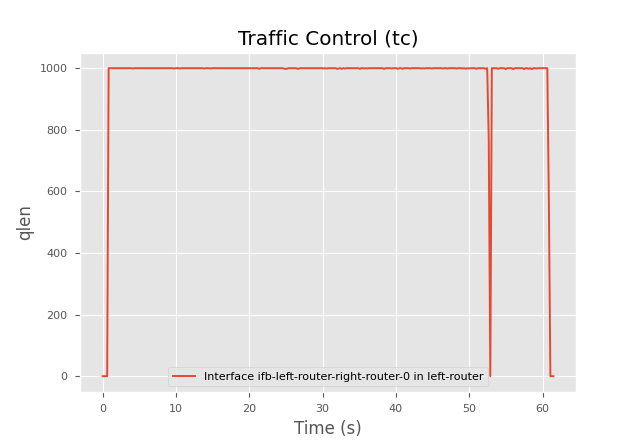 Traffic Control (tc)
1000
800
600
400
200
0
qlen
Interface ifb-left-router-right-router-0 in left-router
0 10 20 30 40 50 60
Time (s)